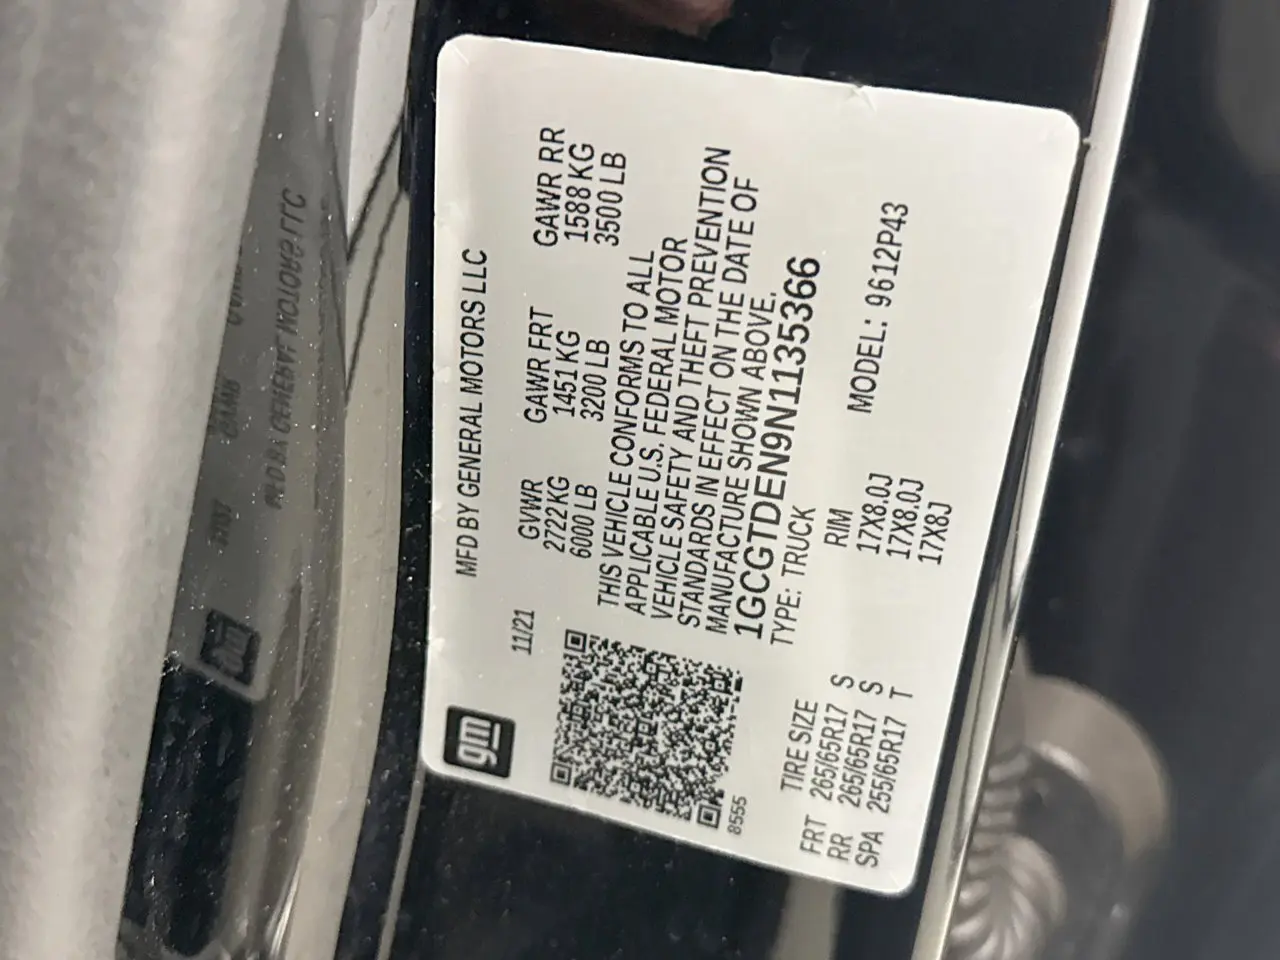 gm
MFD BY GENERAL MOTORS LLC
11/21
GVWR GAWR FRT GAWR RR
2722 KG 1451 KG 1588 KG
6000 LB 3200 LB 3500 LB
THIS VEHICLE CONFORMS TO ALL
APPLICABLE U.S. FEDERAL MOTOR
VEHICLE SAFETY AND THEFT PREVENTION
STANDARDS IN EFFECT ON THE DATE OF
MANUFACTURE SHOWN ABOVE.
1GCGTDEN9N1135366
8555
TYPE: TRUCK
TIRE SIZE RIM MODEL: 9612P43
FRT 265/65R17 S 17X8.0J
RR 265/65R17 S 17X8.0J
SPA 255/65R17 T 17X8J